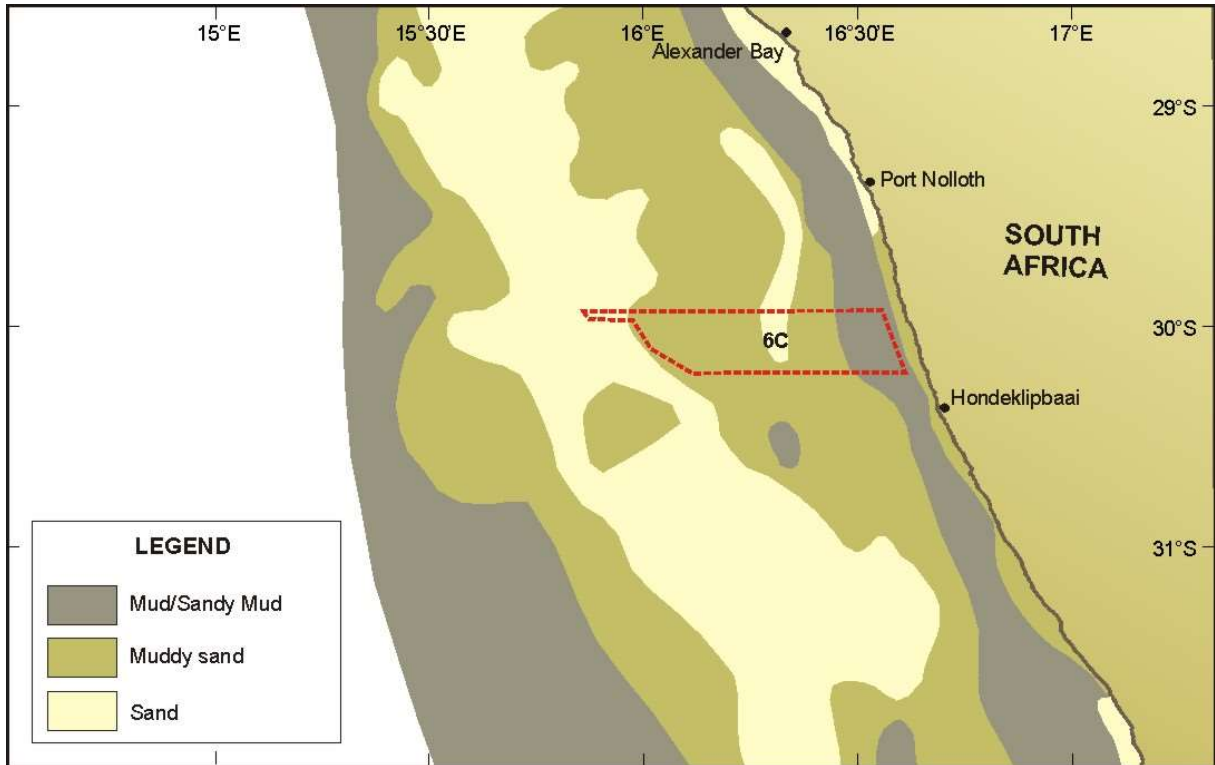 15°E
15°30'E
16°E
16°30'E
17°E
Alexander Bay
29°S
Port Nolloth
SOUTH
AFRICA
30°S
6C
Hondeklipbaai
31°S
LEGEND
Mud/Sandy Mud
Muddy sand
Sand